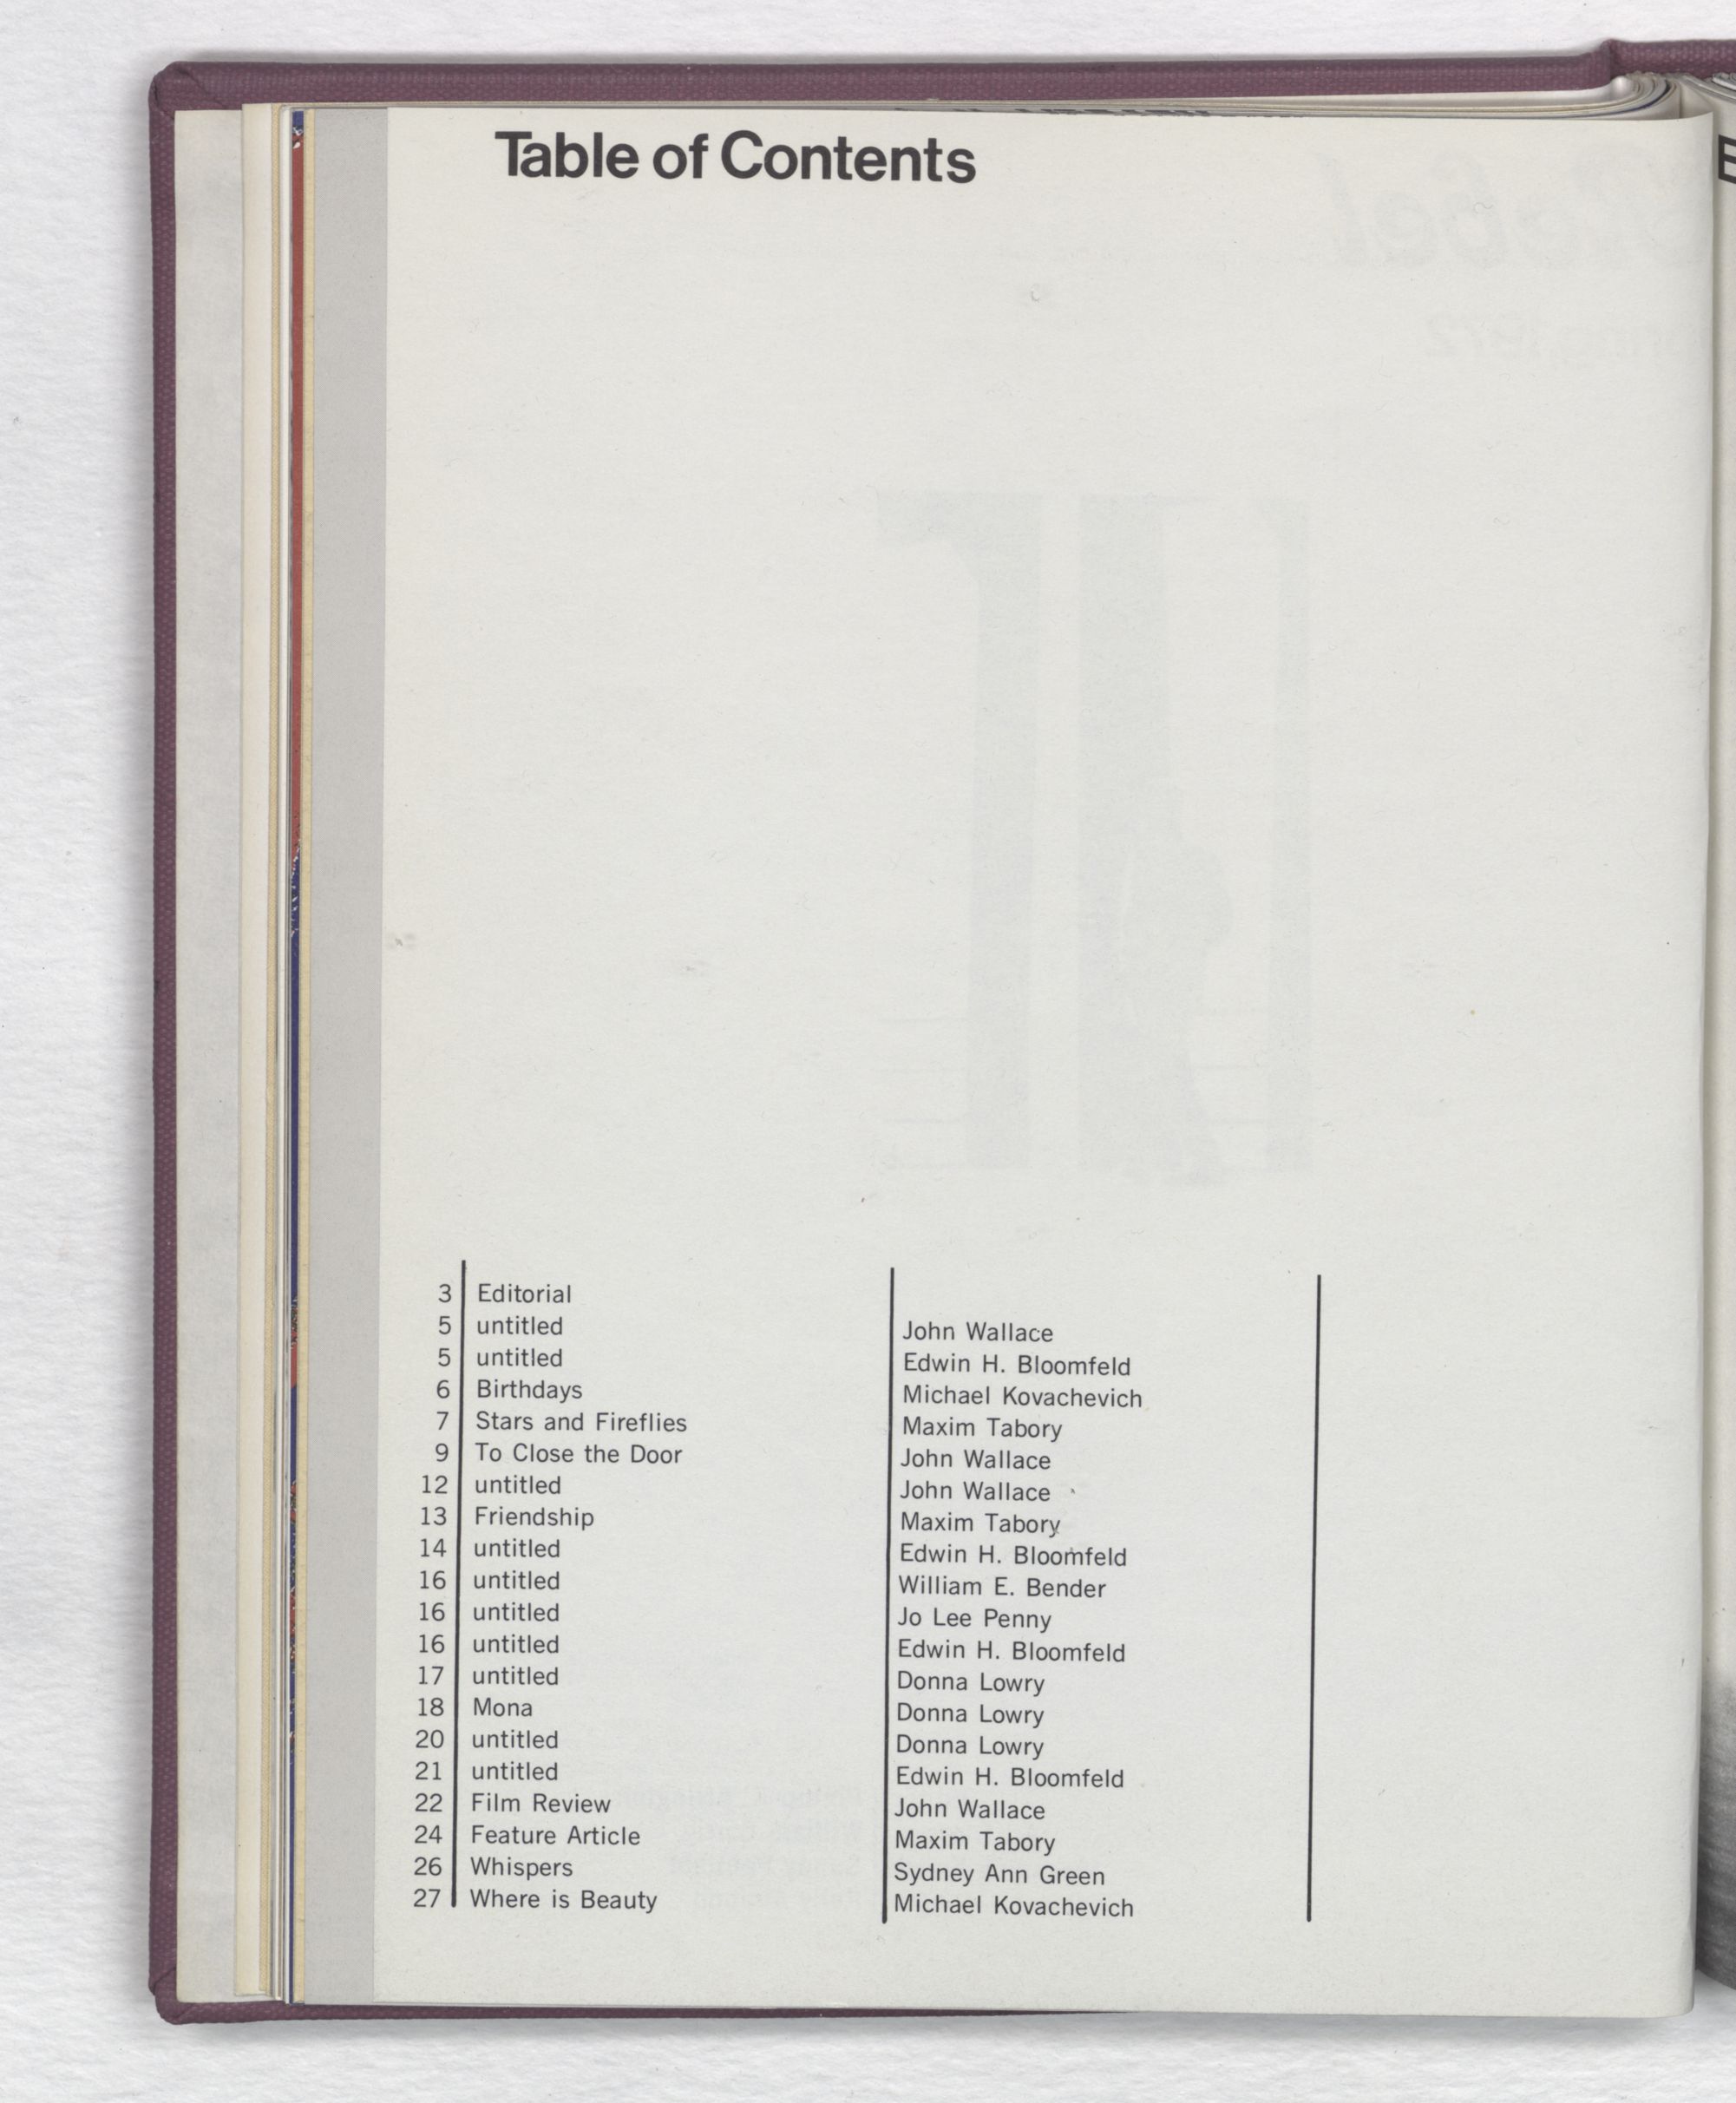 Table of Contents
3 Editorial
5 untitled John Wallace
5 untitled Edwin H. Bloomfeld
6 Birthdays Michael Kovachevich
7 Stars and Fireflies Maxim Tabory
9 To Close the Door John Wallace
12 untitled John Wallace
13 Friendship Maxim Tabory
14 untitled Edwin H. Bloomfeld
16 untitled William E. Bender
16 untitled Jo Lee Penny
16 untitled Edwin H. Bloomfeld
17 untitled Donna Lowry
18 Mona Donna Lowry
20 untitled Donna Lowry
21 untitled Edwin H. Bloomfeld
22 Film Review John Wallace
24 Feature Article Maxim Tabory
26 Whispers Sydney Ann Green
27 Where is Beauty Michael Kovachevich